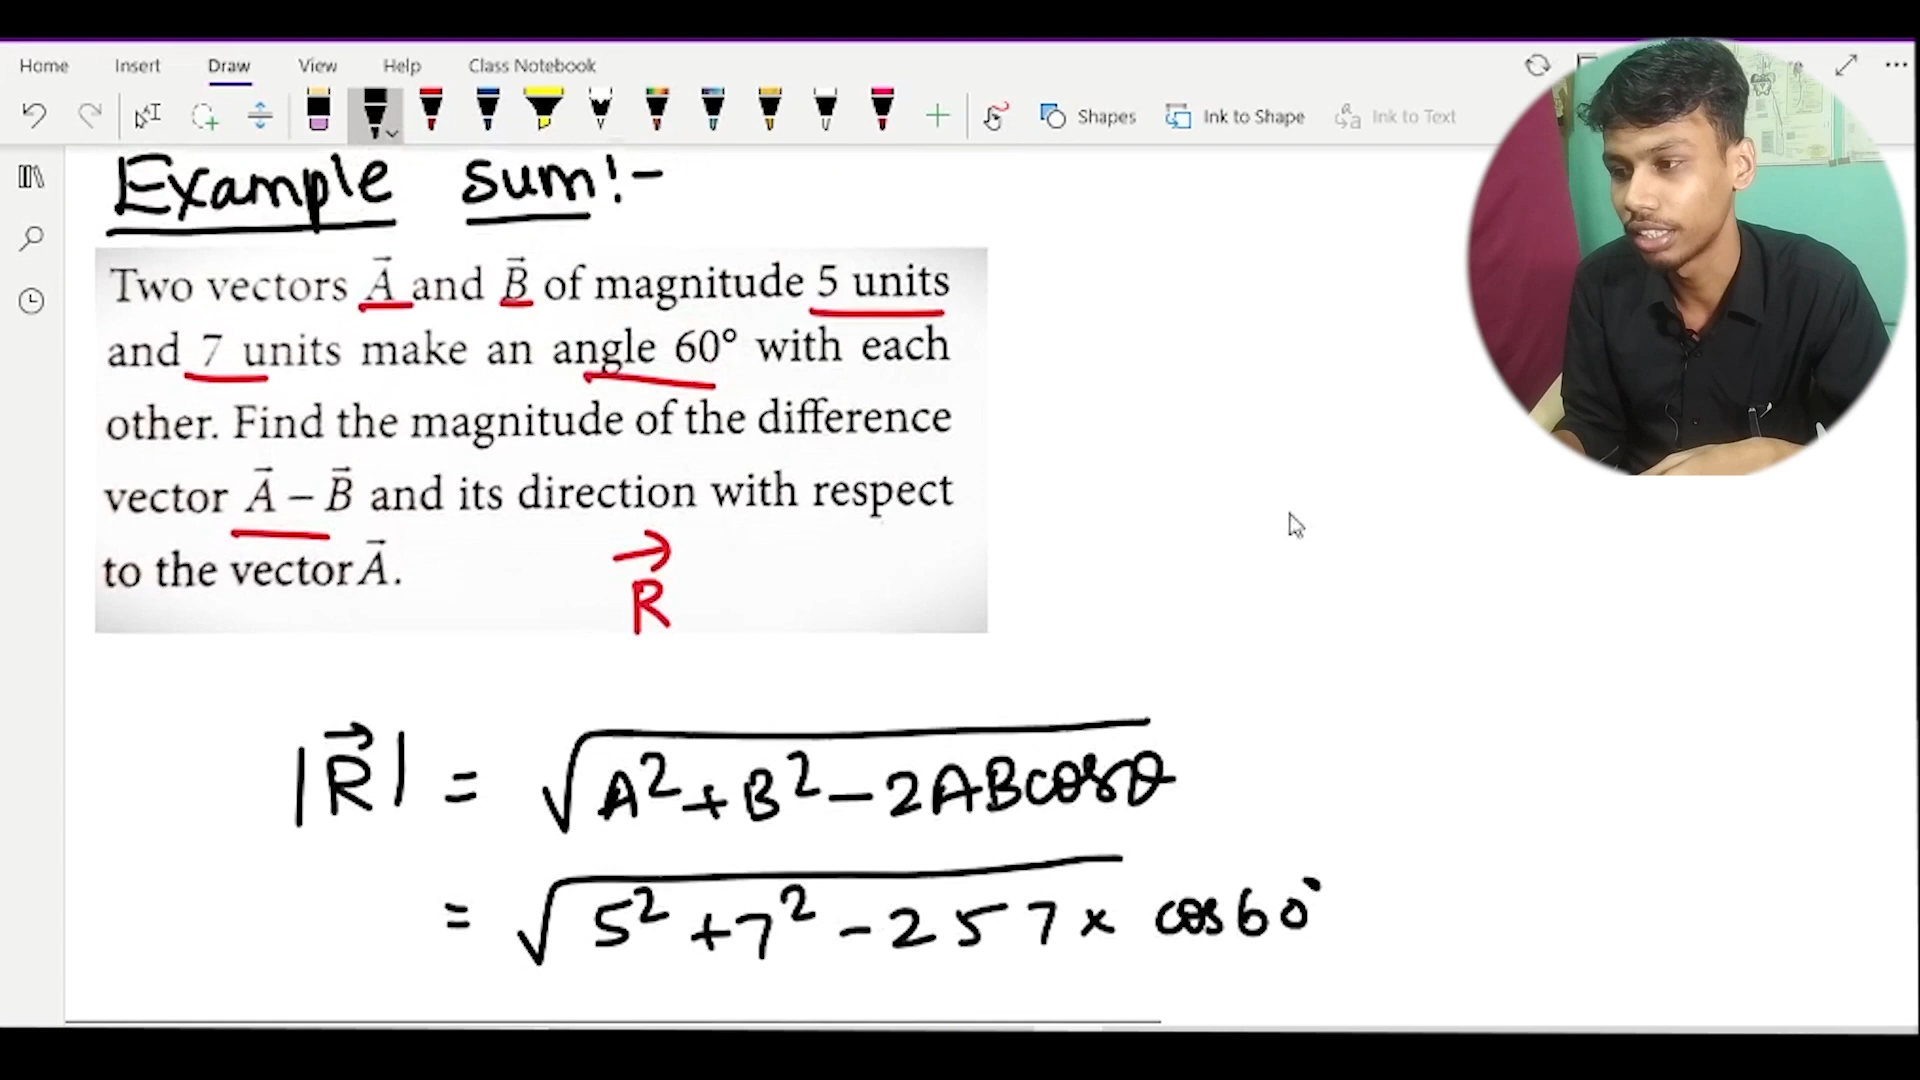 Home Insert Draw View Help Class Notebook
Shapes Ink to Shape Ink to Text
Example sum:-
Two vectors A⃗ and B⃗ of magnitude 5 units
and 7 units make an angle 60° with each
other. Find the magnitude of the difference
vector A⃗ – B⃗ and its direction with respect
to the vector A⃗.
R⃗
|R⃗| = √A²+B²-2ABcosθ
= √5²+7²-2 5 7 x cos60°